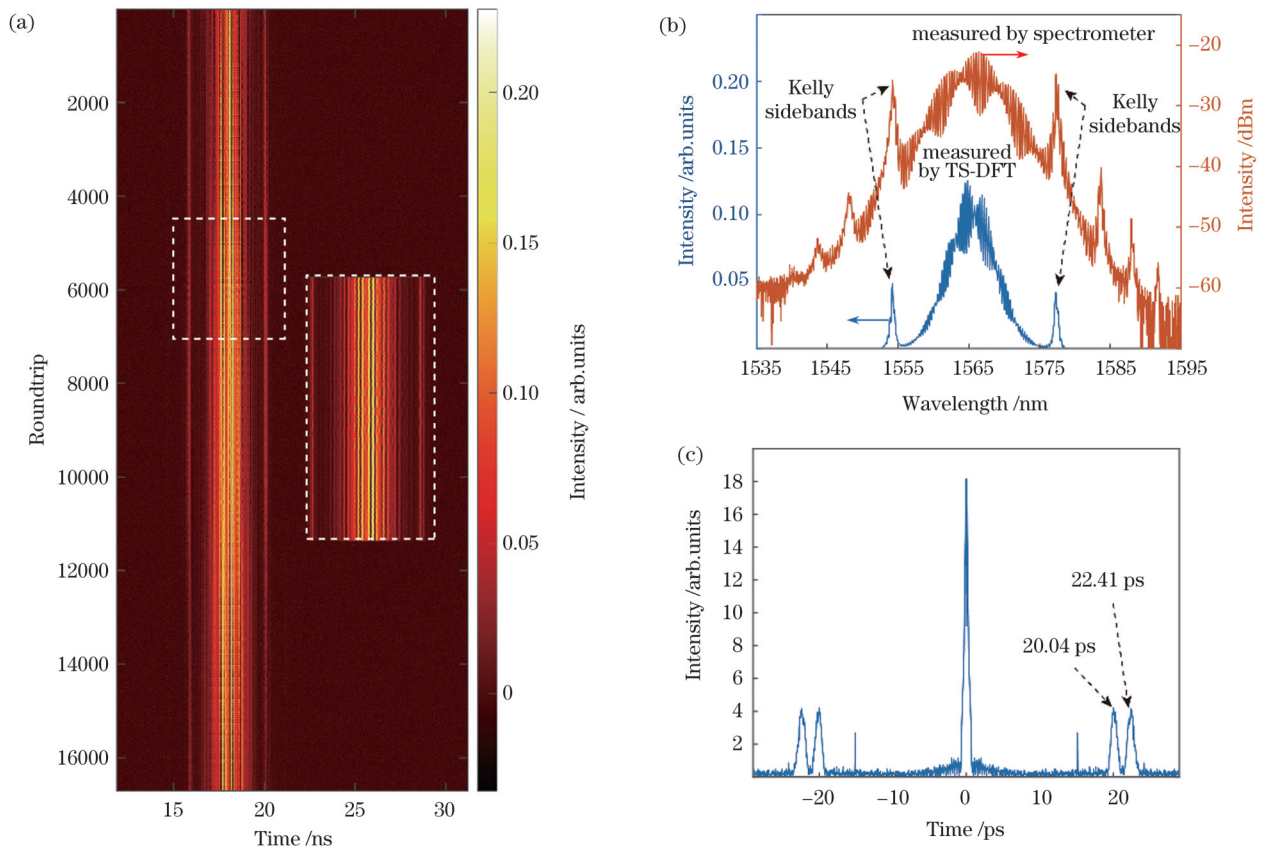 (a)
2000
4000
6000
8000
10000
12000
14000
16000
Roundtrip
15
20
25
30
Time /ns
0.20
0.15
0.10
0.05
0
Intensity / arb.units
(b)
measured by spectrometer
Kelly
sidebands
Kelly
sidebands
measured
by TS-DFT
0.20
0.15
0.10
0.05
Intensity /arb.units
−20
−30
−40
−50
−60
Intensity /dBm
1535
1545
1555
1565
1575
1585
1595
Wavelength /nm
(c)
18
16
14
12
10
8
6
4
2
Intensity /arb.units
22.41 ps
20.04 ps
−20
−10
0
10
20
Time /ps